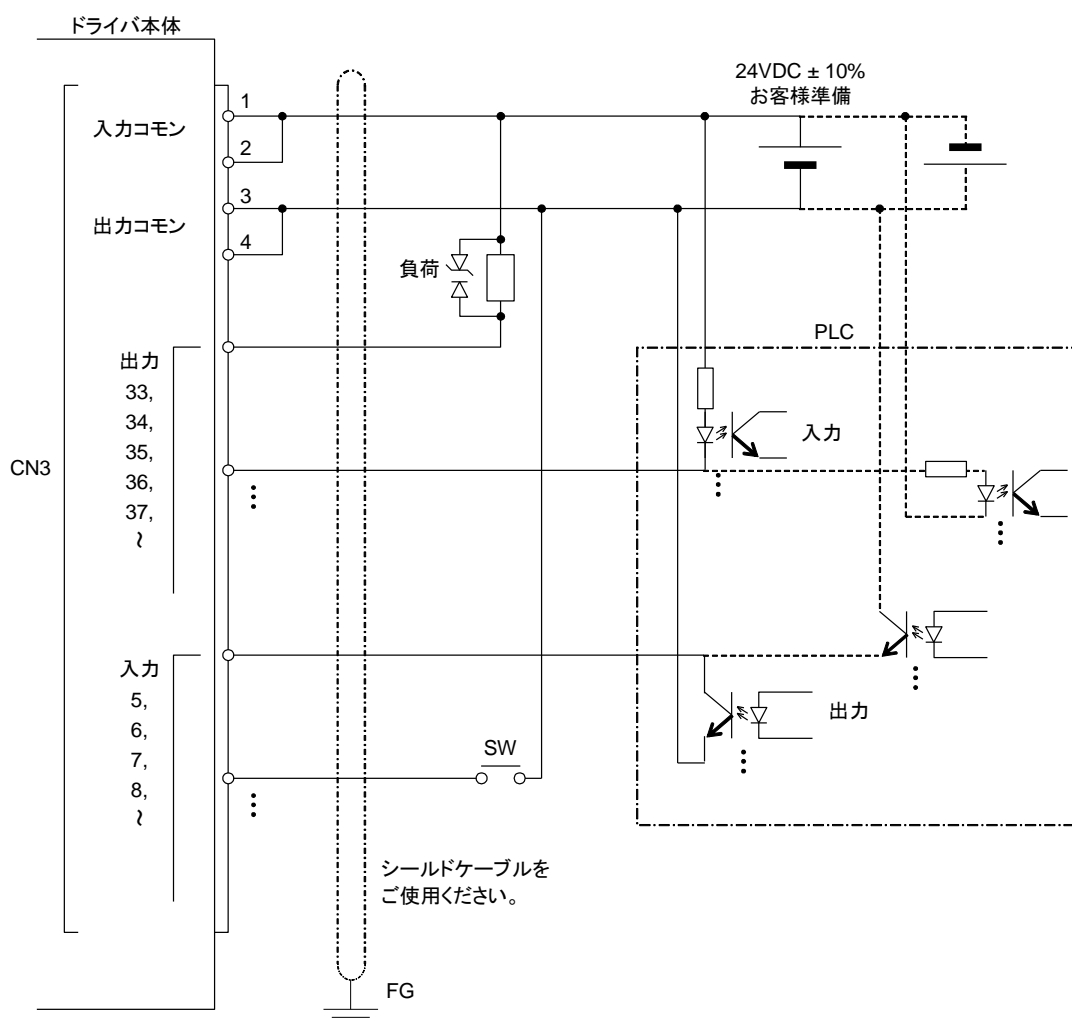 ドライバ本体
24VDC ± 10%
お客様準備
1
入力コモン
2
3
出力コモン
4
負荷
PLC
出力
33,
34,
35,
36,
37,
~
入力
CN3
入力
5,
6,
7,
8,
~
出力
SW
シールドケーブルを
ご使用ください。
FG